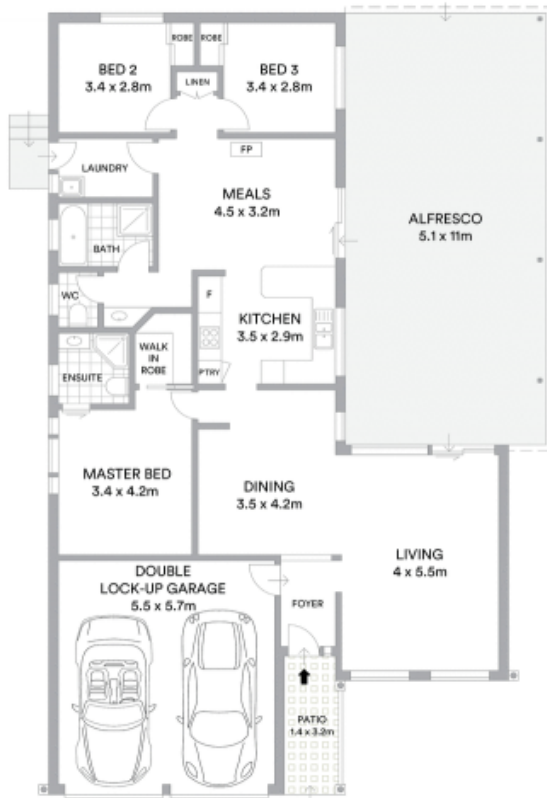 ROBE
ROBE
BED 2
3.4 x 2.8m
LINEN
BED 3
3.4 x 2.8m
FP
LAUNDRY
MEALS
4.5 x 3.2m
ALFRESCO
5.1 x 11m
BATH
WC
F
KITCHEN
3.5 x 2.9m
WALK
IN
ROBE
PTRY
ENSUITE
MASTER BED
3.4 x 4.2m
DINING
3.5 x 4.2m
LIVING
4 x 5.5m
DOUBLE
LOCK-UP GARAGE
5.5 x 5.7m
FOYER
PATIO
1.4 x 3.2m